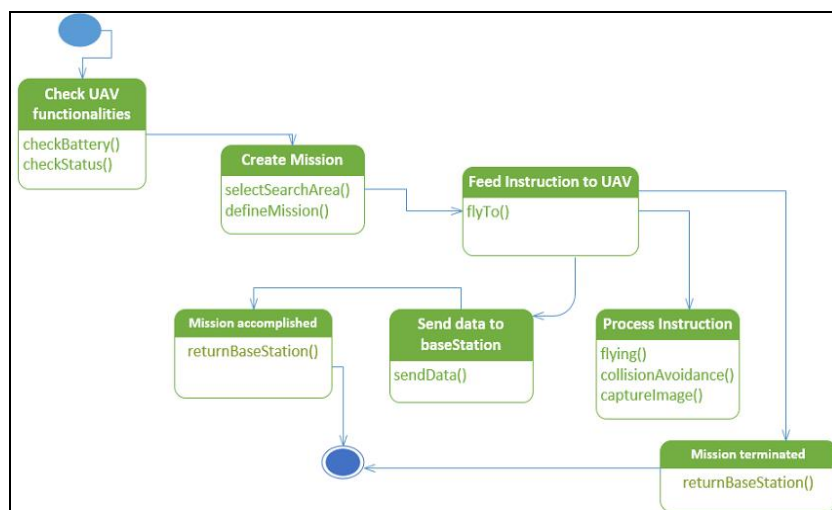 Check UAV
functionalities
checkBattery()
checkStatus()
Create Mission
selectSearchArea()
defineMission()
Feed Instruction to UAV
flyTo()
Mission accomplished
returnBaseStation()
Send data to
baseStation
sendData()
Process Instruction
flying()
collisionAvoidance()
captureImage()
Mission terminated
returnBaseStation()